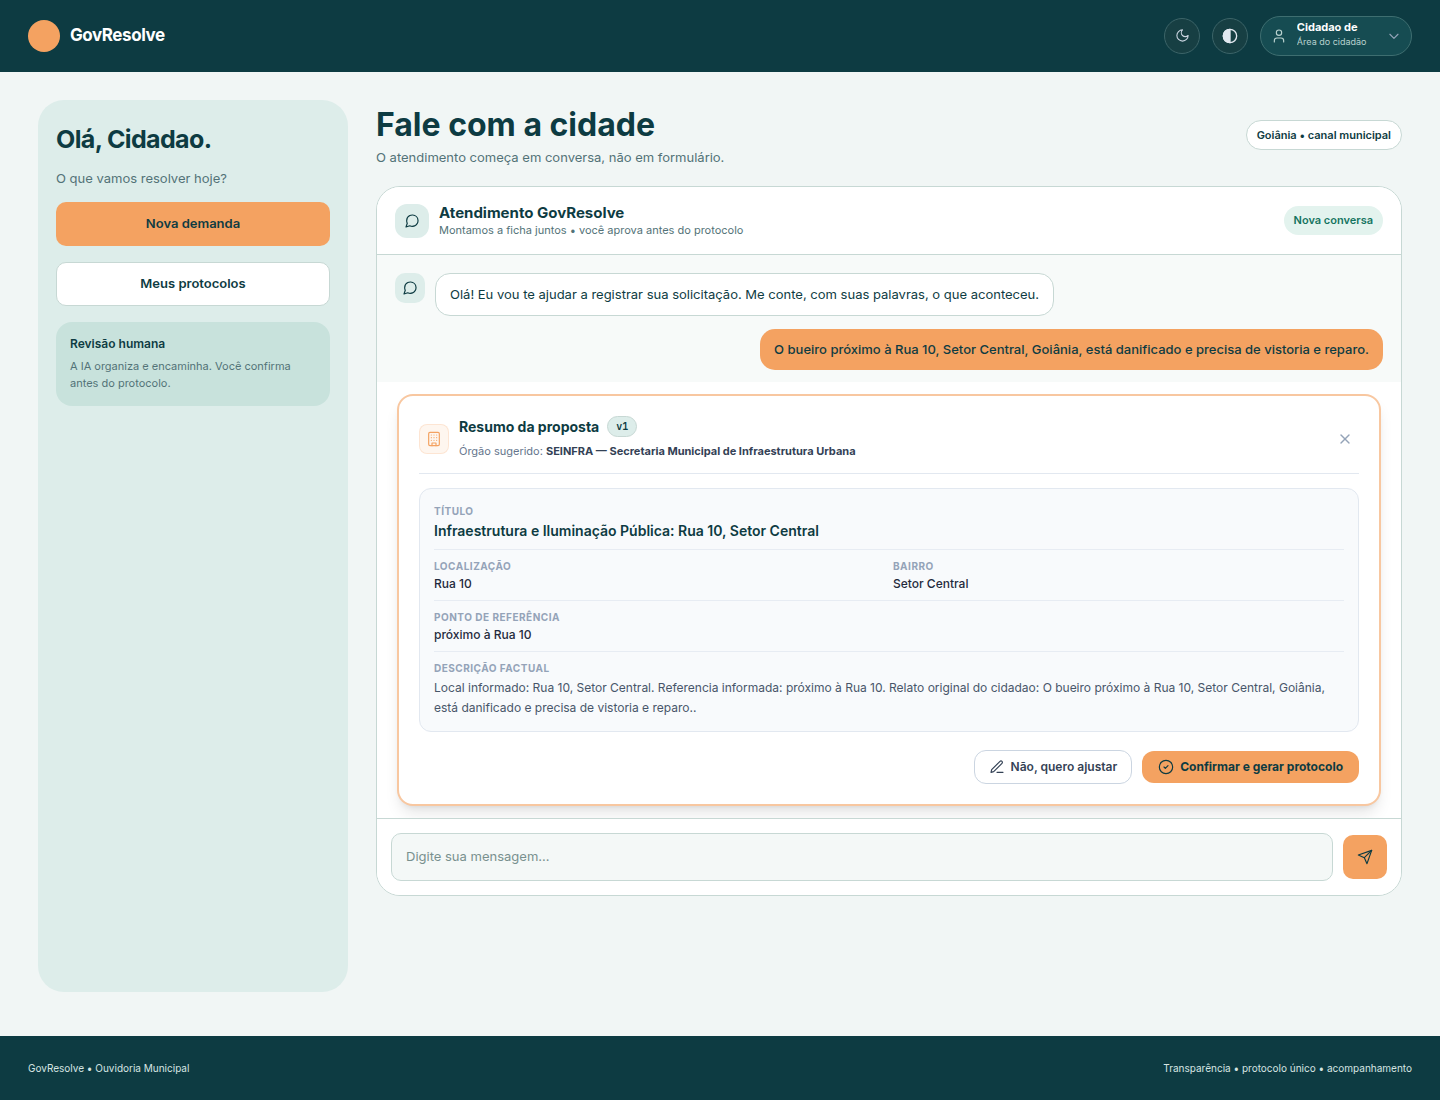 GovResolve
Cidadao de
Área do cidadão
Olá, Cidadao.
O que vamos resolver hoje?
Nova demanda
Meus protocolos
Revisão humana
A IA organiza e encaminha. Você confirma
antes do protocolo.
Fale com a cidade
O atendimento começa em conversa, não em formulário.
Goiânia • canal municipal
Atendimento GovResolve
Montamos a ficha juntos • você aprova antes do protocolo
Nova conversa
Olá! Eu vou te ajudar a registrar sua solicitação. Me conte, com suas palavras, o que aconteceu.
O bueiro próximo à Rua 10, Setor Central, Goiânia, está danificado e precisa de vistoria e reparo.
Resumo da proposta v1
Órgão sugerido: SEINFRA — Secretaria Municipal de Infraestrutura Urbana
TÍTULO
Infraestrutura e Iluminação Pública: Rua 10, Setor Central
LOCALIZAÇÃO
Rua 10
BAIRRO
Setor Central
PONTO DE REFERÊNCIA
próximo à Rua 10
DESCRIÇÃO FACTUAL
Local informado: Rua 10, Setor Central. Referencia informada: próximo à Rua 10. Relato original do cidadao: O bueiro próximo à Rua 10, Setor Central, Goiânia,
está danificado e precisa de vistoria e reparo..
Não, quero ajustar
Confirmar e gerar protocolo
Digite sua mensagem...
GovResolve • Ouvidoria Municipal
Transparência • protocolo único • acompanhamento